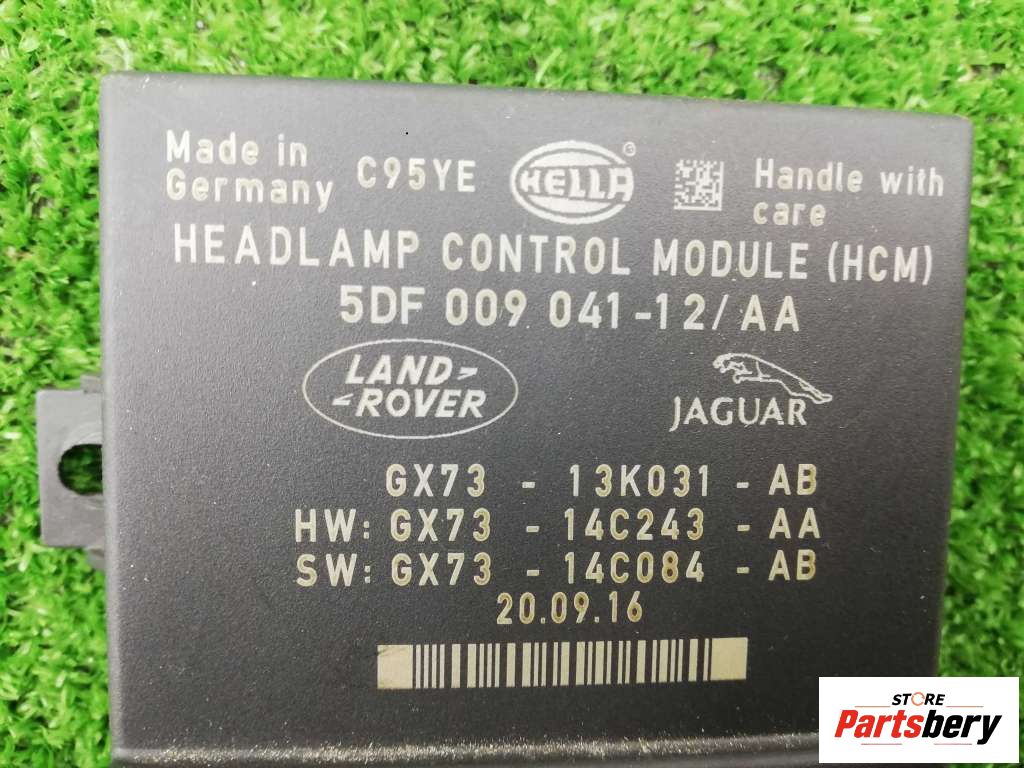 Made in
Germany
C95YE
HELLA
®
Handle with
care
HEADLAMP CONTROL MODULE (HCM)
5DF 009 041-12/AA
LAND
ROVER
JAGUAR
GX73 - 13K031 - AB
HW: GX73 - 14C243 - AA
SW: GX73 - 14C084 - AB
20.09.16
STORE
Partsbery